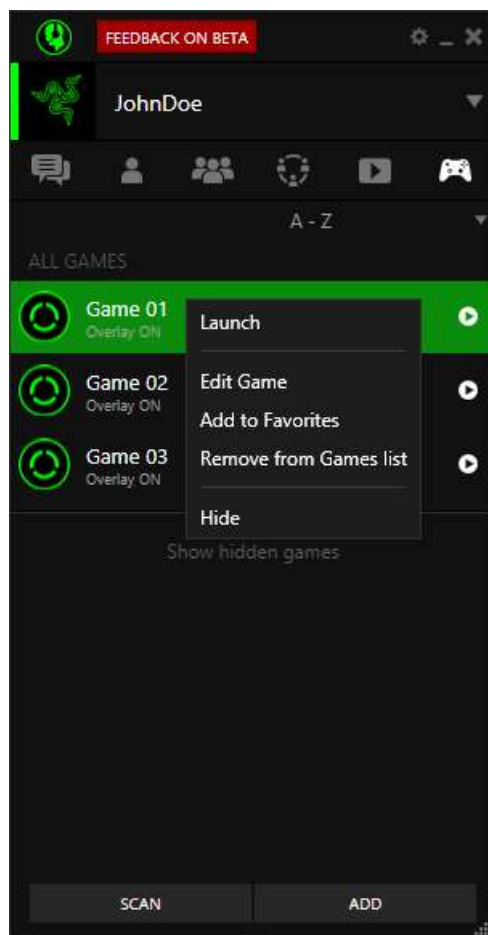 FEEDBACK ON BETA
JohnDoe
A - Z
ALL GAMES
Game 01
Overlay ON
Launch
Edit Game
Game 02
Overlay ON
Add to Favorites
Game 03
Overlay ON
Remove from Games list
Hide
Show hidden games
SCAN
ADD